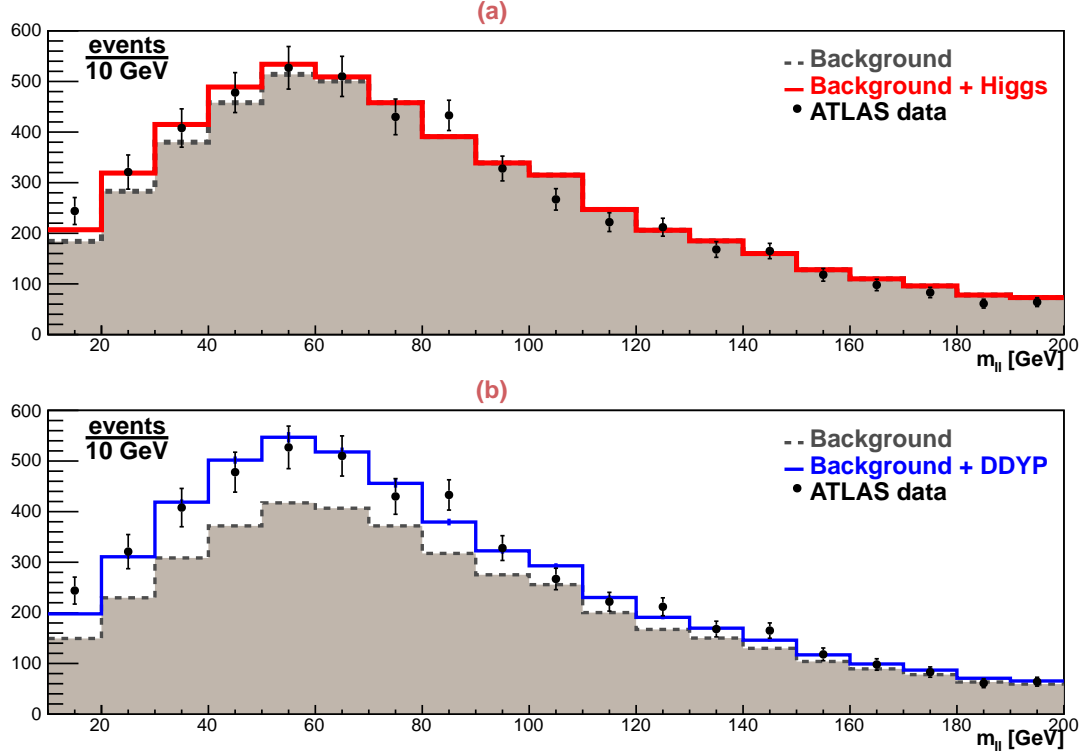 (a)
600
500
400
300
200
100
0
events
10 GeV
Background
Background + Higgs
ATLAS data
20 40 60 80 100 120 140 160 180 200
m_ll [GeV]
(b)
600
500
400
300
200
100
0
events
10 GeV
Background
Background + DDYP
ATLAS data
20 40 60 80 100 120 140 160 180 200
m_ll [GeV]